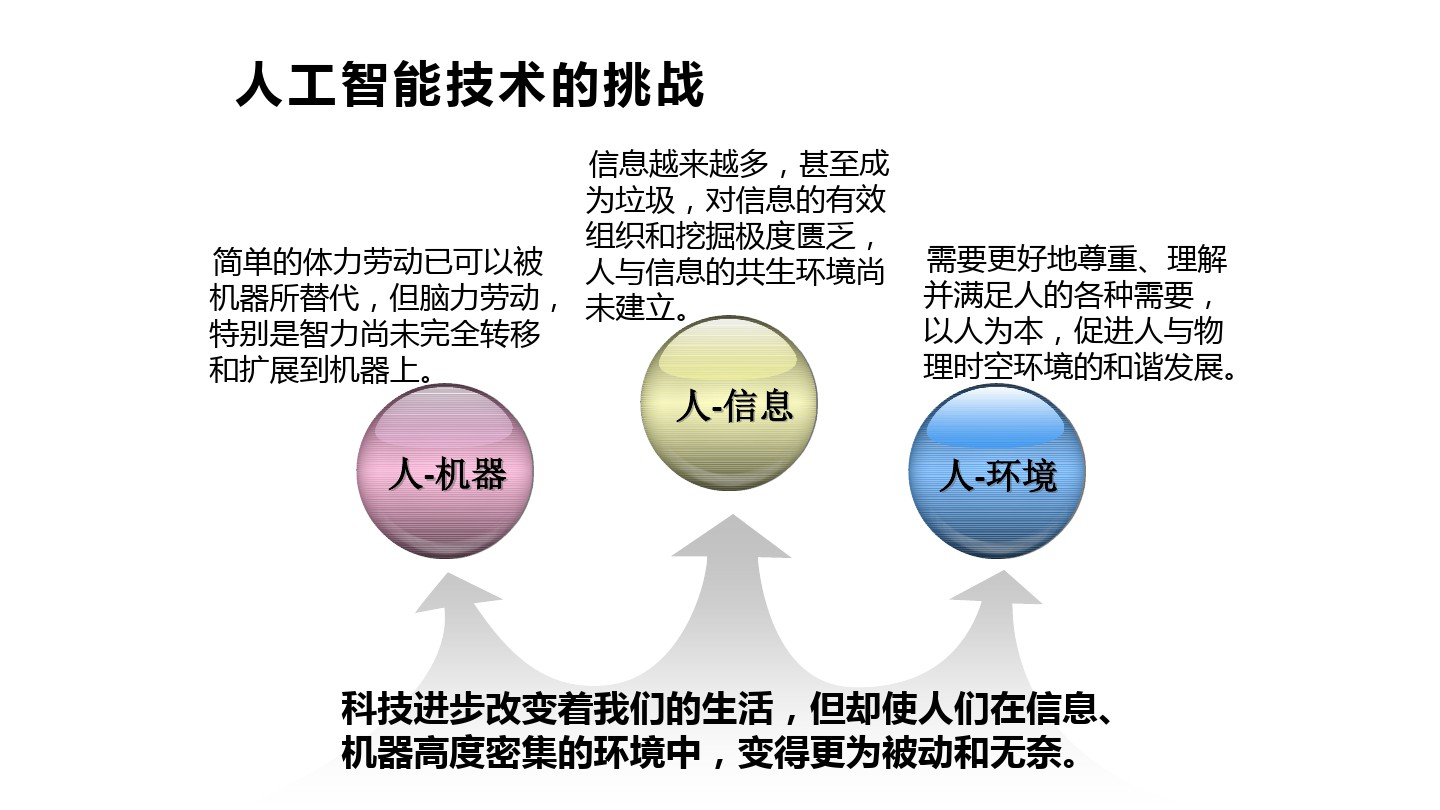 人工智能技术的挑战
简单的体力劳动已可以被
机器所替代，但脑力劳动，
特别是智力尚未完全转移
和扩展到机器上。
人-机器
信息越来越多，甚至成
为垃圾，对信息的有效
组织和挖掘极度匮乏，
人与信息的共生环境尚
未建立。
人-信息
需要更好地尊重、理解
并满足人的各种需要，
以人为本，促进人与物
理时空环境的和谐发展。
人-环境
科技进步改变着我们的生活，但却使人们在信息、
机器高度密集的环境中，变得更为被动和无奈。